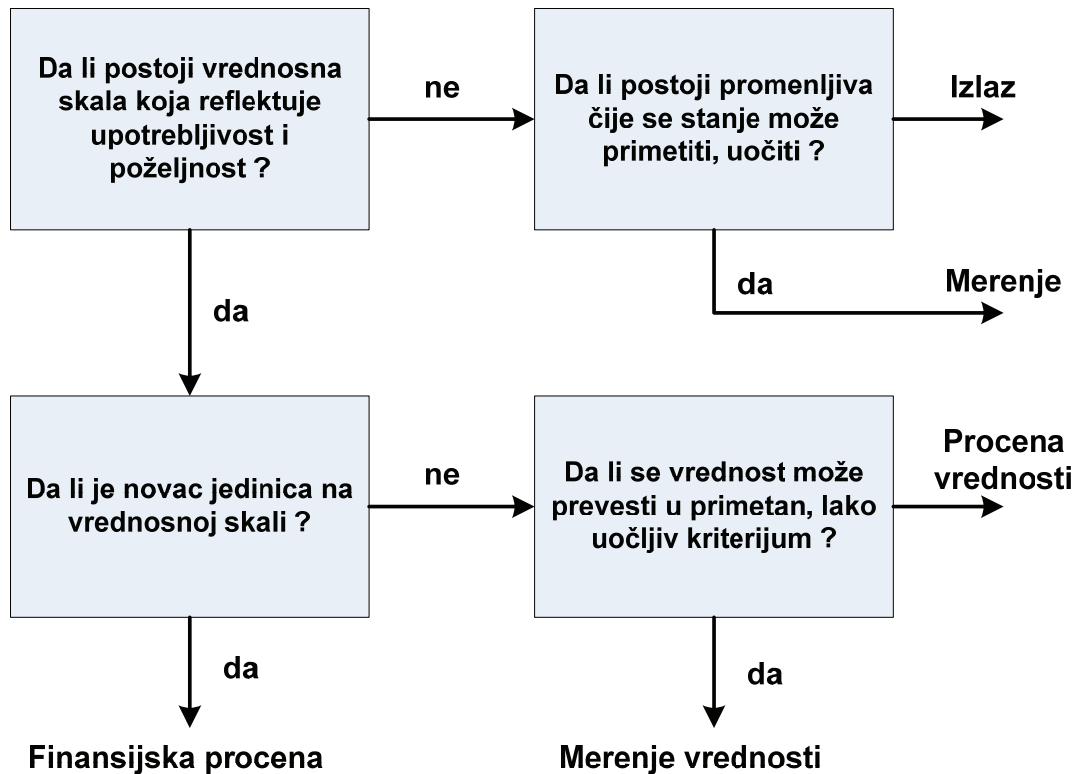 Da li postoji vrednosna
skala koja reflektuje
upotrebljivost i
poželjnost ?
ne
Da li postoji promenljiva
čije se stanje može
primetiti, uočiti ?
Izlaz
da
da
Merenje
Da li je novac jedinica na
vrednosnoj skali ?
ne
Da li se vrednost može
prevesti u primetan, lako
uočljiv kriterijum ?
Procena
vrednosti
da
da
Finansijska procena
Merenje vrednosti